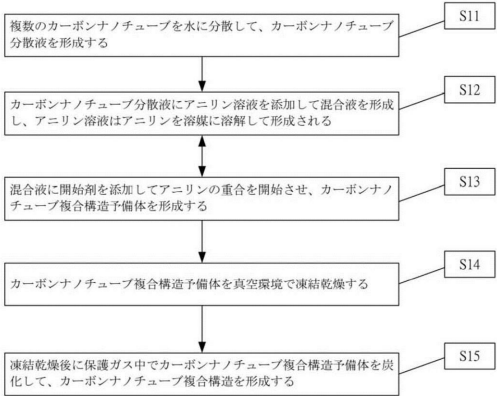 複数のカーボンナノチューブを水に分散して、カーボンナノチューブ
分散液を形成する
S11
カーボンナノチューブ分散液にアニリン溶液を添加して混合液を形成
し、アニリン溶液はアニリンを溶媒に溶解して形成される
S12
混合液に開始剤を添加してアニリンの重合を開始させ、カーボンナノ
チューブ複合構造予備体を形成する
S13
カーボンナノチューブ複合構造予備体を真空環境で凍結乾燥する
S14
凍結乾燥後に保護ガス中でカーボンナノチューブ複合構造予備体を炭
化して、カーボンナノチューブ複合構造を形成する
S15